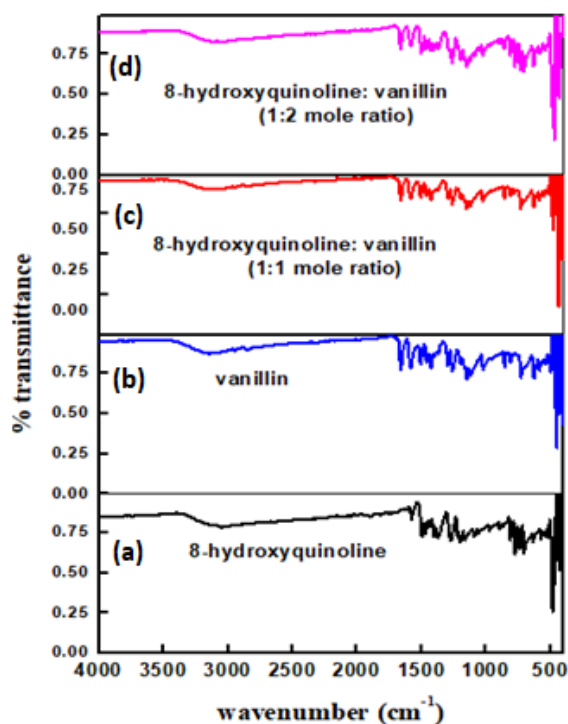 0.75
(d)
0.50
8-hydroxyquinoline: vanillin
(1:2 mole ratio)
0.25
0.00
0.75
(c)
0.50
8-hydroxyquinoline: vanillin
(1:1 mole ratio)
0.25
0.00
0.75
(b)
vanillin
0.50
0.25
0.00
0.75
(a)
8-hydroxyquinoline
0.50
0.25
0.00
% transmittance
4000 3500 3000 2500 2000 1500 1000 500
wavenumber (cm⁻¹)